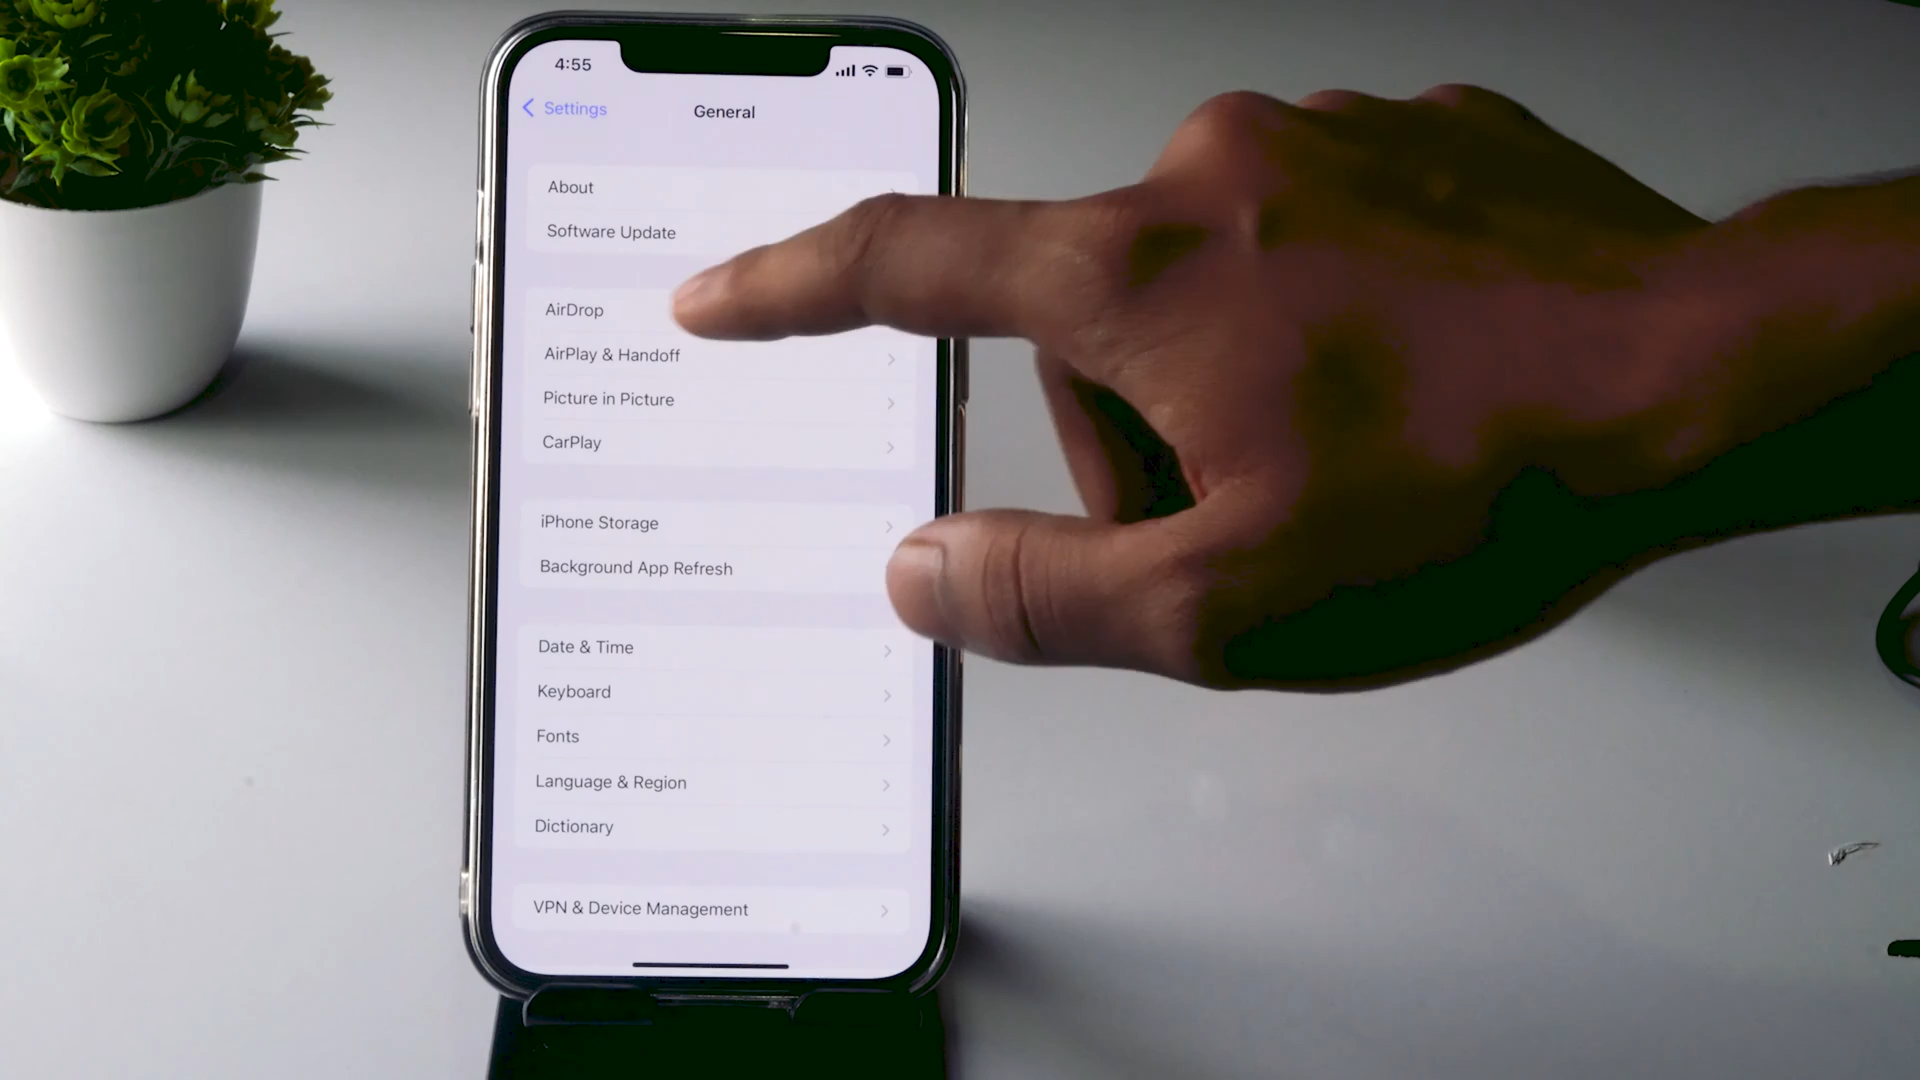 4:55
Settings
General
About
Software Update
AirDrop
AirPlay & Handoff
Picture in Picture
CarPlay
iPhone Storage
Background App Refresh
Date & Time
Keyboard
Fonts
Language & Region
Dictionary
VPN & Device Management